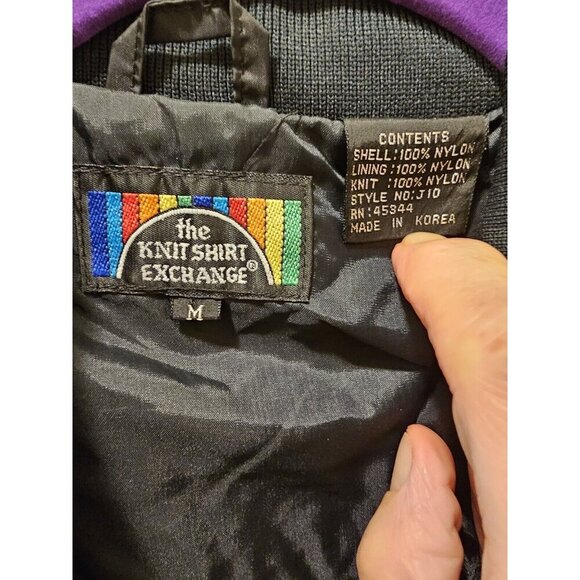 the
KNIT SHIRT
EXCHANGE®
M
CONTENTS
SHELL:100% NYLON
LINING:100% NYLON
KNIT :100% NYLON
STYLE NO:J10
RN:45344
MADE IN KOREA